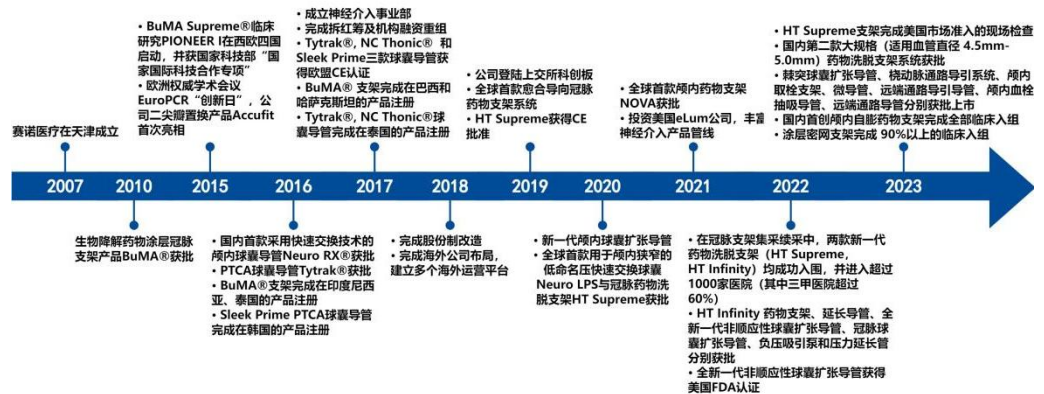 赛诺医疗在天津成立
• BuMA Supreme®临床
研究PIONEER I在西欧四国
启动，并获国家科技部“国
家国际科技合作专项”
• 欧洲权威学术会议
EuroPCR“创新日”，公
司二尖瓣置换产品Accufit
首次亮相
• 成立神经介入事业部
• 完成拆红筹及机构融资重组
• Tytrak®, NC Thonic® 和
Sleek Prime三款球囊导管获
得欧盟CE认证
• BuMA® 支架完成在巴西和
哈萨克斯坦的产品注册
• Tytrak®, NC Thonic®球
囊导管完成在泰国的产品注册
• 公司登陆上交所科创板
• 全球首款愈合导向冠脉
药物支架系统
• HT Supreme获得CE
批准
• 全球首款颅内药物支架
NOVA获批
• 投资美国eLum公司，丰富
神经介入产品管线
• HT Supreme支架完成美国市场准入的现场检查
• 国内第二款大规格（适用血管直径 4.5mm-
5.0mm）药物洗脱支架系统获批
• 棘突球囊扩张导管、桡动脉通路导引系统、颅内
取栓支架、微导管、远端通路导引导管、颅内血栓
抽吸导管、远端通路导管分别获批上市
• 国内首创颅内自膨药物支架完成全部临床入组
• 涂层密网支架完成 90%以上的临床入组
2007
2010
2015
2016
2017
2018
2019
2020
2021
2022
2023
生物降解药物涂层冠脉
支架产品BuMA®获批
• 国内首款采用快速交换技术的
颅内球囊导管Neuro RX®获批
• PTCA球囊导管Tytrak®获批
• BuMA®支架完成在印度尼西
亚、泰国的产品注册
• Sleek Prime PTCA球囊导管
完成在韩国的产品注册
• 完成股份制改造
• 完成海外公司布局，
建立多个海外运营平台
• 新一代颅内球囊扩张导管
• 全球首款用于颅内狭窄的
低命名压快速交换球囊
Neuro LPS与冠脉药物洗
脱支架HT Supreme获批
• 在冠脉支架集采续采中，两款新一代
药物洗脱支架（HT Supreme，
HT Infinity）均成功入围，并进入超过
1000家医院（其中三甲医院超过
60%）
• HT Infinity 药物支架、延长导管、全
新一代非顺应性球囊扩张导管、冠脉球
囊扩张导管、负压吸引泵和压力延长管
分别获批
• 全新一代非顺应性球囊扩张导管获得
美国FDA认证